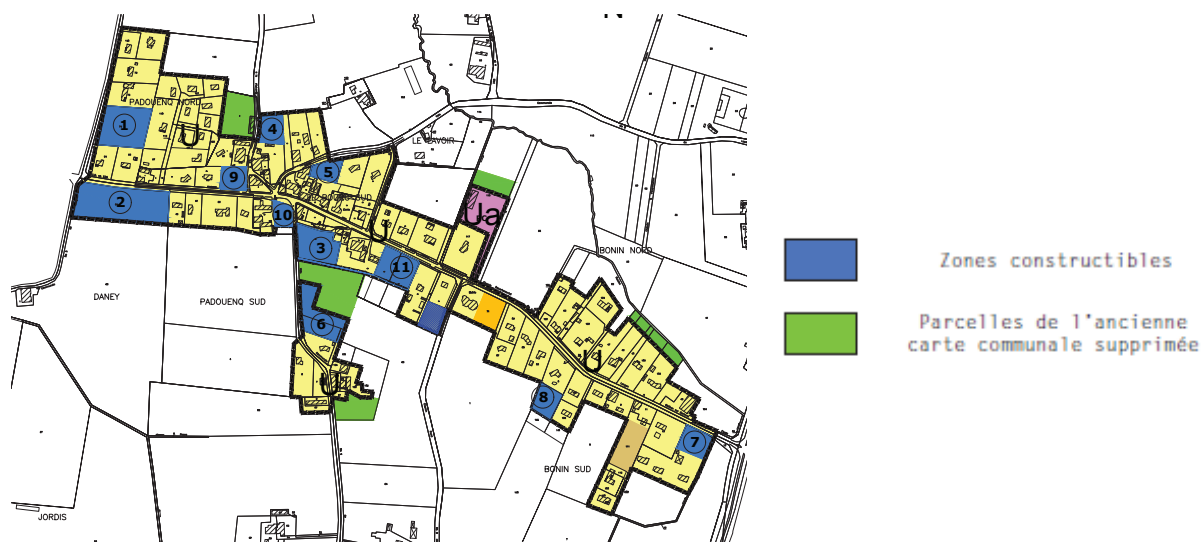 N
PADOUENQ NORD
1
U
4
LE LAVOIR
5
9
2
10
U
Ua
3
11
BONIN NORD
DANEY
PADOUENQ SUD
6
U
U
8
7
BONIN SUD
JORDIS
Zones constructibles
Parcelles de l'ancienne
carte communale supprimée